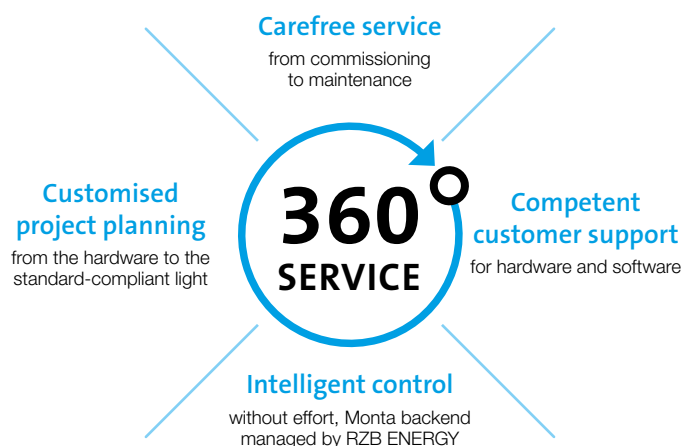 Carefree service
from commissioning
to maintenance
Customised
project planning
from the hardware to the
standard-compliant light
360°
SERVICE
Competent
customer support
for hardware and software
Intelligent control
without effort, Monta backend
managed by RZB ENERGY